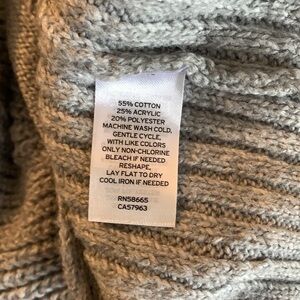 55% COTTON
25% ACRYLIC
20% POLYESTER
MACHINE WASH COLD,
GENTLE CYCLE,
WITH LIKE COLORS
ONLY NON-CHLORINE
BLEACH IF NEEDED
RESHAPE,
LAY FLAT TO DRY
COOL IRON IF NEEDED
RN58665
CA57963